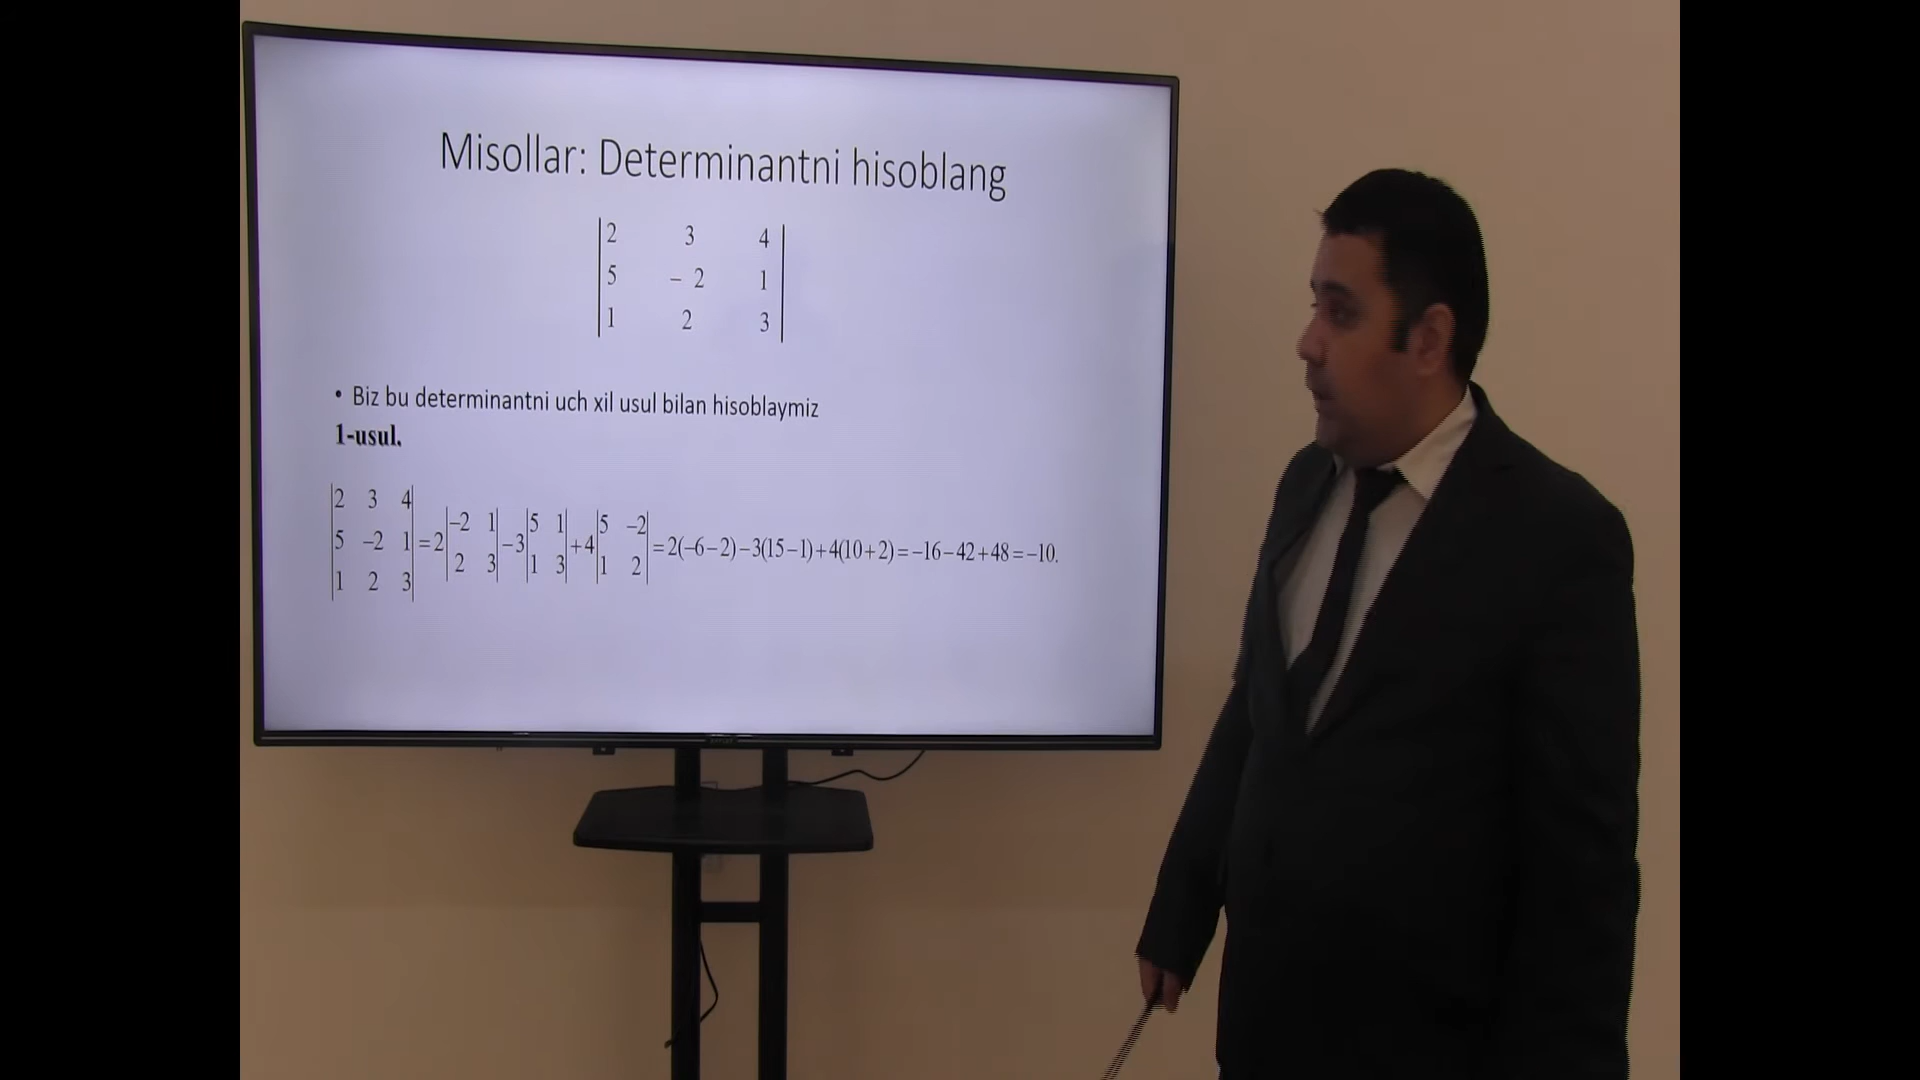 Misollar: Determinantni hisoblang
2 3 4
5 – 2 1
1 2 3
• Biz bu determinantni uch xil usul bilan hisoblaymiz
1-usul.
|2 3 4; 5 –2 1; 1 2 3| = 2|–2 1; 2 3| – 3|5 1; 1 3| + 4|5 –2; 1 2| = 2(–6–2)–3(15–1)+4(10+2)=–16–42+48=–10.